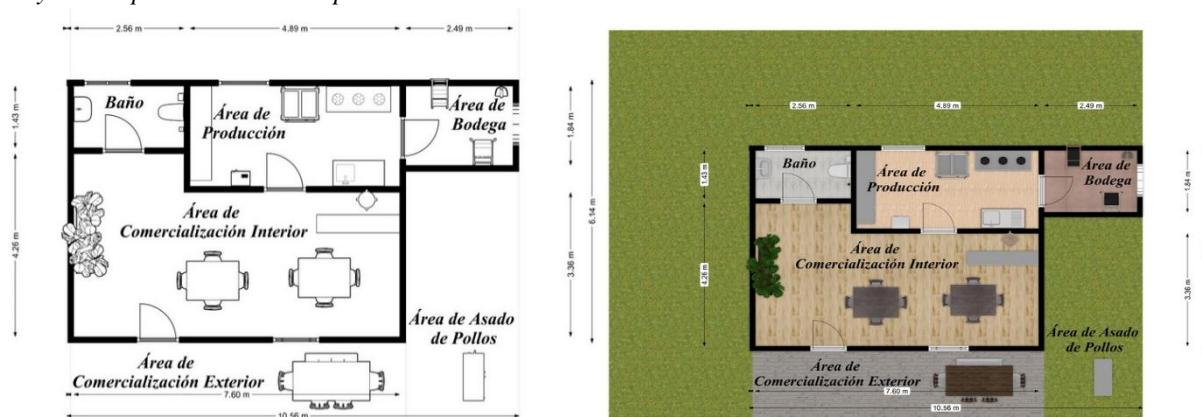 2.56 m
4.89 m
2.49 m
1.43 m
Baño
Área de
Producción
Área de
Bodega
1.84 m
6.14 m
4.26 m
Área de
Comercialización Interior
3.36 m
Área de Asado
de Pollos
Área de
Comercialización Exterior
7.60 m
10.56 m
2.56 m
4.89 m
2.49 m
1.43 m
Baño
Área de
Producción
Área de
Bodega
1.84 m
4.26 m
Área de
Comercialización Interior
3.36 m
Área de Asado
de Pollos
Área de
Comercialización Exterior
7.60 m
10.56 m